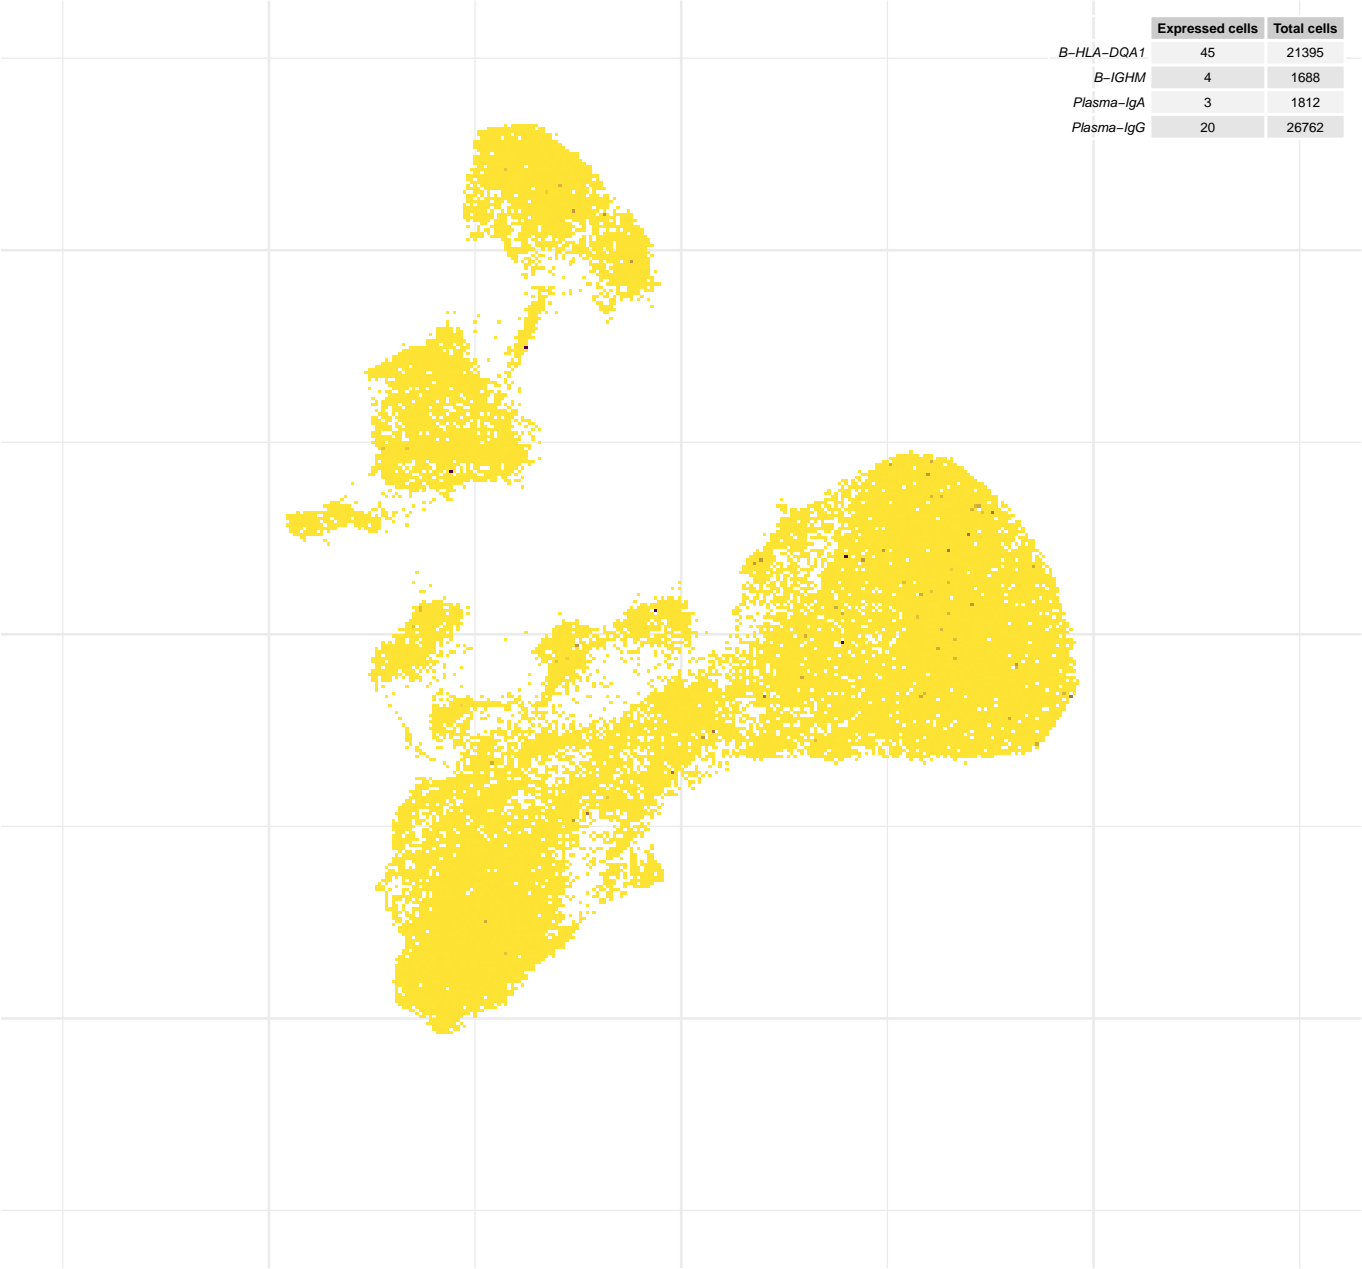 Expressed cells Total cells
B−HLA−DQA1 45 21395
B−IGHM 4 1688
Plasma−IgA 3 1812
Plasma−IgG 20 26762